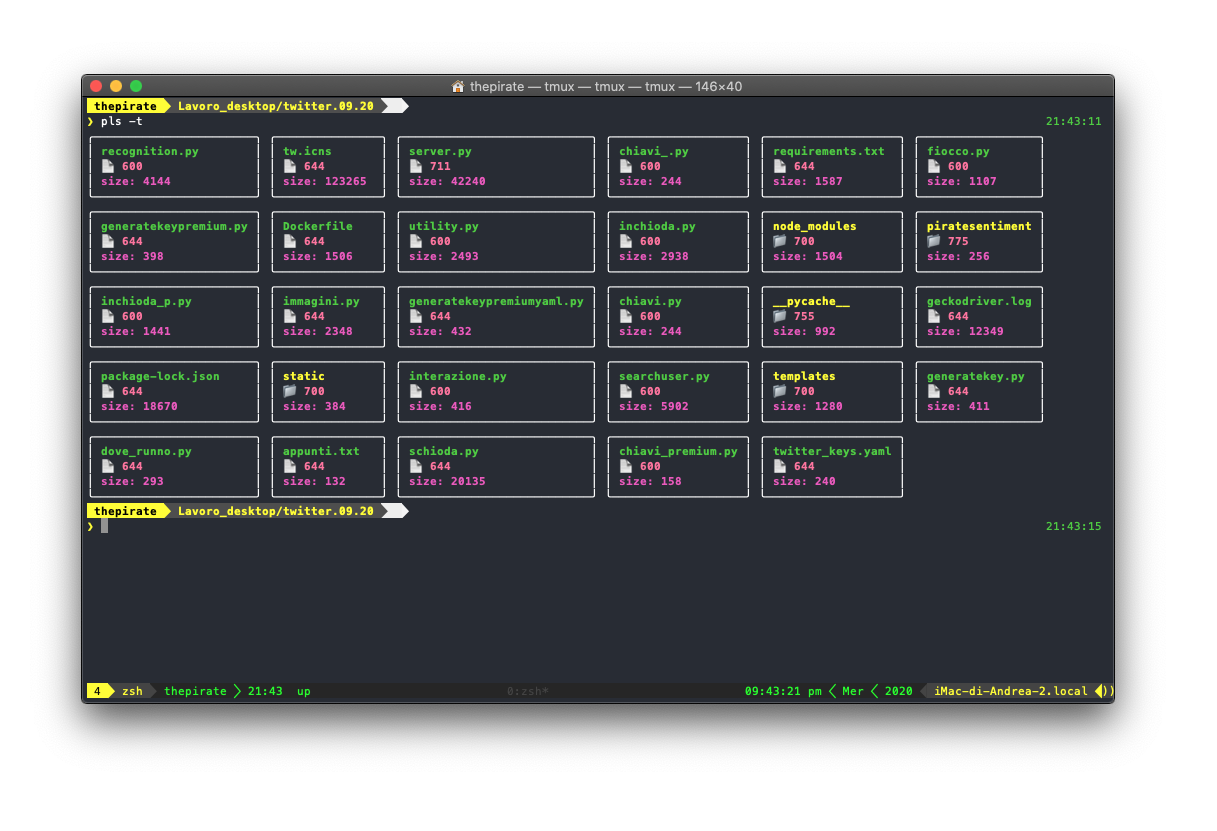 thepirate — tmux — tmux — tmux — 146×40
thepirate Lavoro_desktop/twitter.09.20
❯ pls -t 21:43:11
recognition.py tw.icns server.py chiavi_.py requirements.txt fiocco.py
600 644 711 600 644 600
size: 4144 size: 123265 size: 42240 size: 244 size: 1587 size: 1107
generatekeypremium.py Dockerfile utility.py inchioda.py node_modules piratesentiment
644 644 600 600 700 775
size: 398 size: 1506 size: 2493 size: 2938 size: 1504 size: 256
inchioda_p.py immagini.py generatekeypremiumyaml.py chiavi.py __pycache__ geckodriver.log
600 644 644 600 755 644
size: 1441 size: 2348 size: 432 size: 244 size: 992 size: 12349
package-lock.json static interazione.py searchuser.py templates generatekey.py
644 700 600 600 700 644
size: 18670 size: 384 size: 416 size: 5902 size: 1280 size: 411
dove_runno.py appunti.txt schioda.py chiavi_premium.py twitter_keys.yaml
644 644 644 600 644
size: 293 size: 132 size: 20135 size: 158 size: 240
thepirate Lavoro_desktop/twitter.09.20
❯ 21:43:15
4 zsh thepirate 21:43 up 0:zsh* 09:43:21 pm Mer 2020 iMac-di-Andrea-2.local